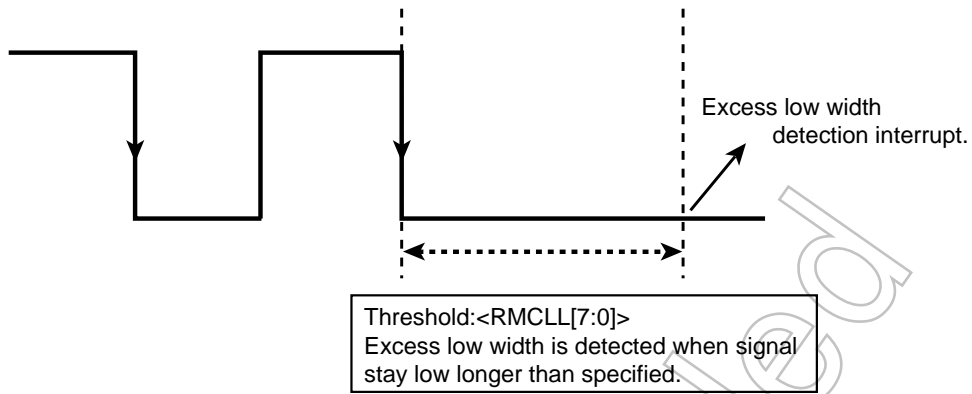 Excess low width
detection interrupt.
Threshold:<RMCLL[7:0]>
Excess low width is detected when signal
stay low longer than specified.
led